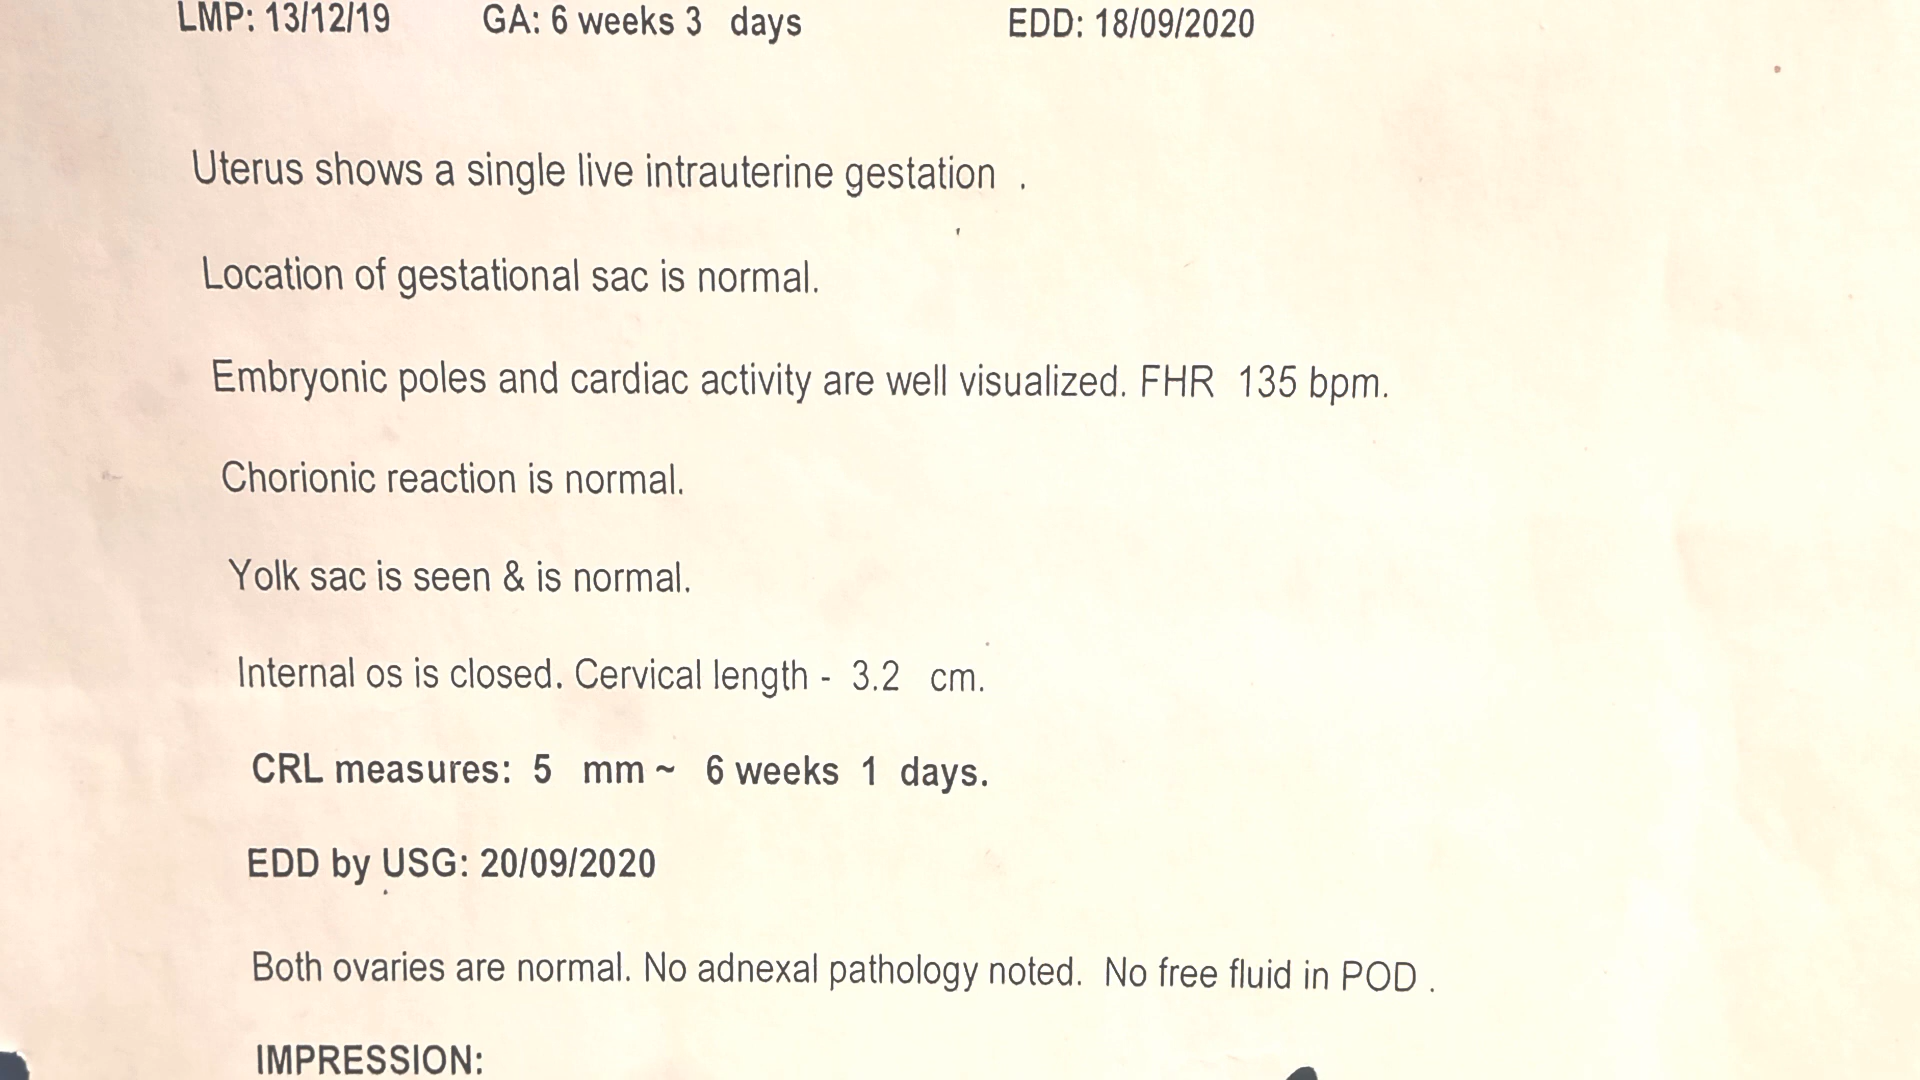 LMP: 13/12/19 GA: 6 weeks 3 days EDD: 18/09/2020
Uterus shows a single live intrauterine gestation .
Location of gestational sac is normal.
Embryonic poles and cardiac activity are well visualized. FHR 135 bpm.
Chorionic reaction is normal.
Yolk sac is seen & is normal.
Internal os is closed. Cervical length - 3.2 cm.
CRL measures: 5 mm ~ 6 weeks 1 days.
EDD by USG: 20/09/2020
Both ovaries are normal. No adnexal pathology noted. No free fluid in POD .
IMPRESSION: